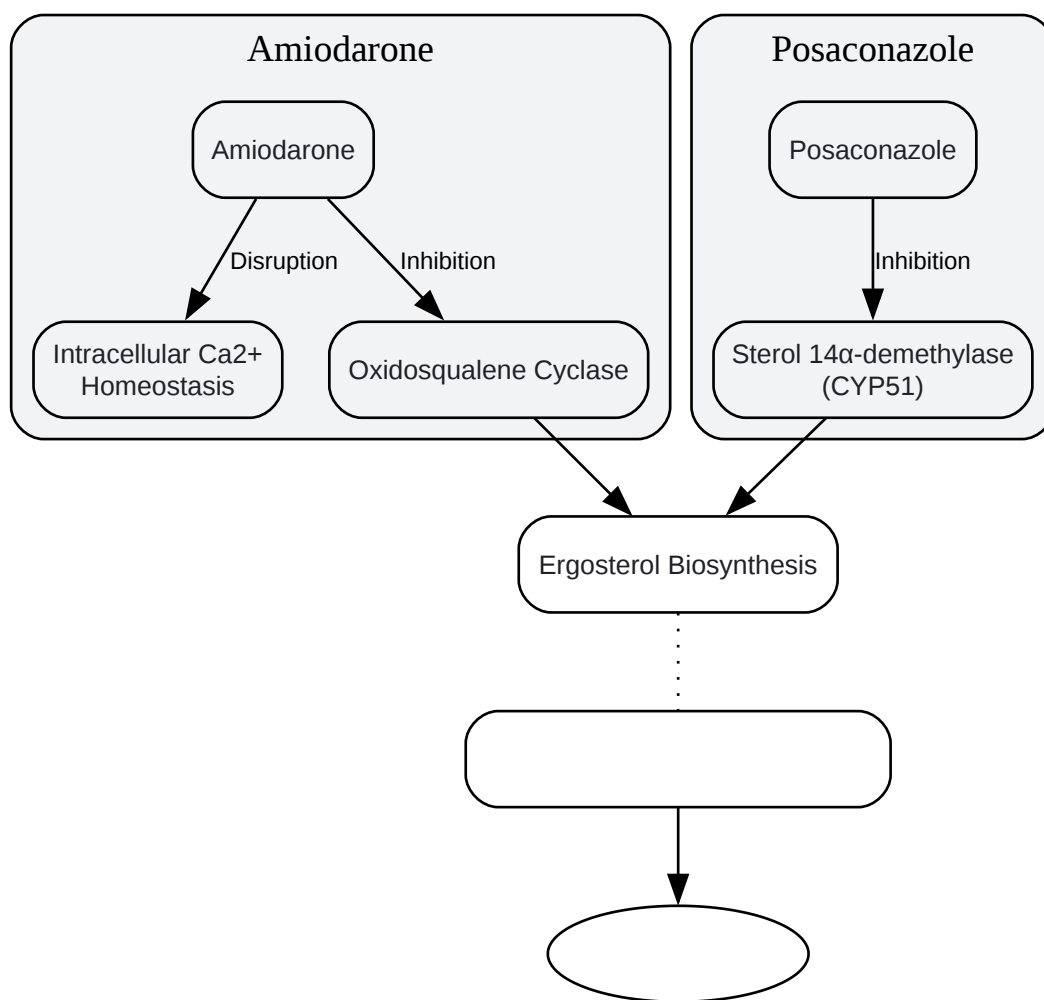 Amiodarone
Posaconazole
Amiodarone
Posaconazole
Disruption
Inhibition
Inhibition
Intracellular Ca2+
Homeostasis
Oxidosqualene Cyclase
Sterol 14α-demethylase
(CYP51)
Ergosterol Biosynthesis